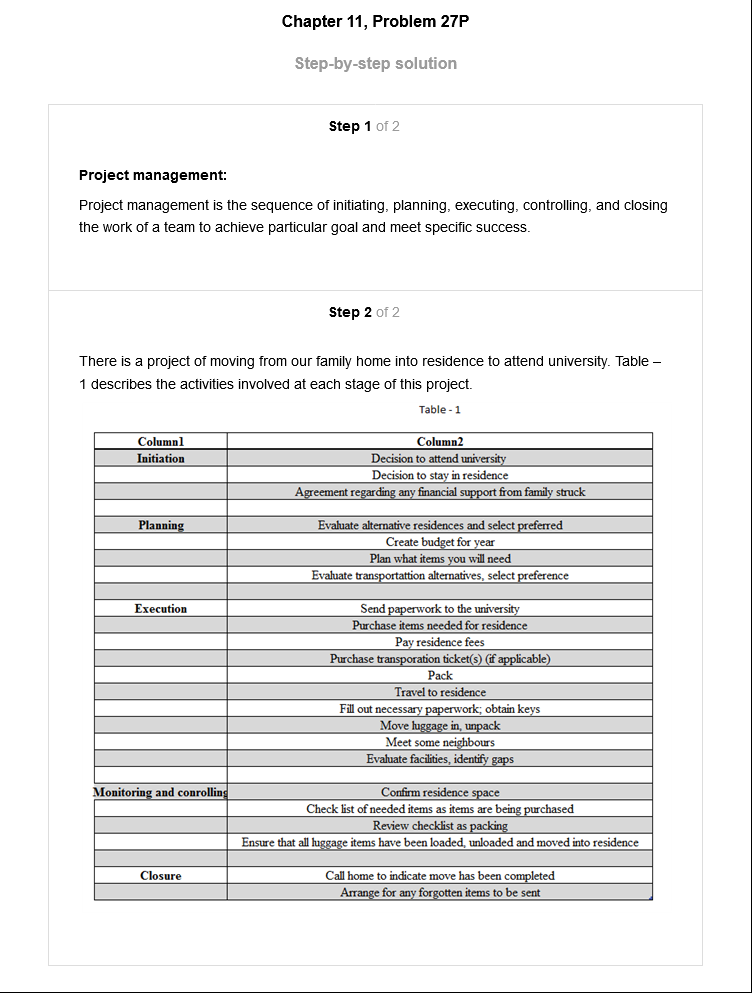 Chapter 11, Problem 27P
Step-by-step solution
Step 1 of 2
Project management:
Project management is the sequence of initiating, planning, executing, controlling, and closing
the work of a team to achieve particular goal and meet specific success.
Step 2 of 2
There is a project of moving from our family home into residence to attend university. Table –
1 describes the activities involved at each stage of this project.
Table - 1
Column1 Column2
Initiation Decision to attend university
Decision to stay in residence
Agreement regarding any financial support from family struck
Planning Evaluate alternative residences and select preferred
Create budget for year
Plan what items you will need
Evaluate transportattion alternatives, select preference
Execution Send paperwork to the university
Purchase items needed for residence
Pay residence fees
Purchase transporation ticket(s) (if applicable)
Pack
Travel to residence
Fill out necessary paperwork; obtain keys
Move luggage in, unpack
Meet some neighbours
Evaluate facilities, identify gaps
Monitoring and conrolling Confirm residence space
Check list of needed items as items are being purchased
Review checklist as packing
Ensure that all luggage items have been loaded, unloaded and moved into residence
Closure Call home to indicate move has been completed
Arrange for any forgotten items to be sent